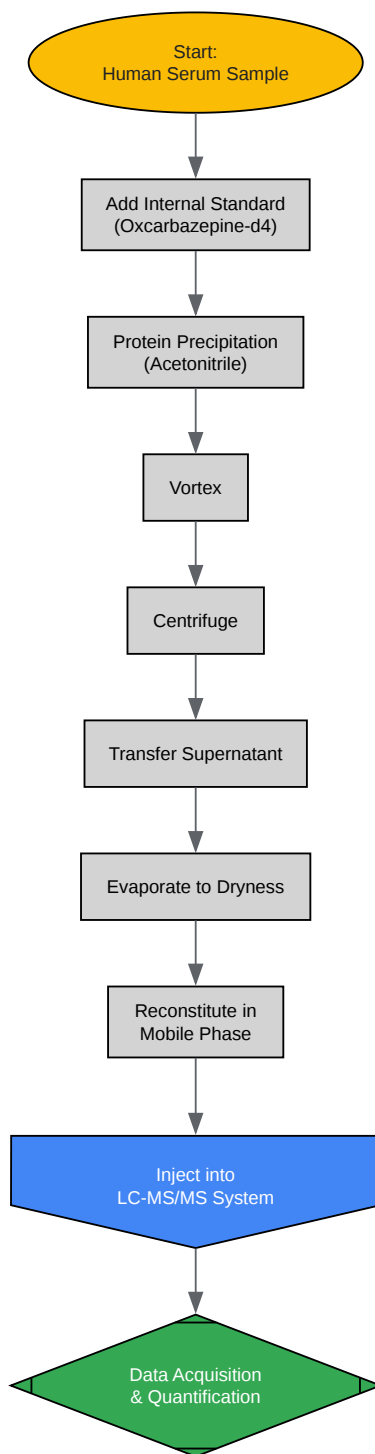 Start:
Human Serum Sample
Add Internal Standard
(Oxcarbazepine-d4)
Protein Precipitation
(Acetonitrile)
Vortex
Centrifuge
Transfer Supernatant
Evaporate to Dryness
Reconstitute in
Mobile Phase
Inject into
LC-MS/MS System
Data Acquisition
& Quantification